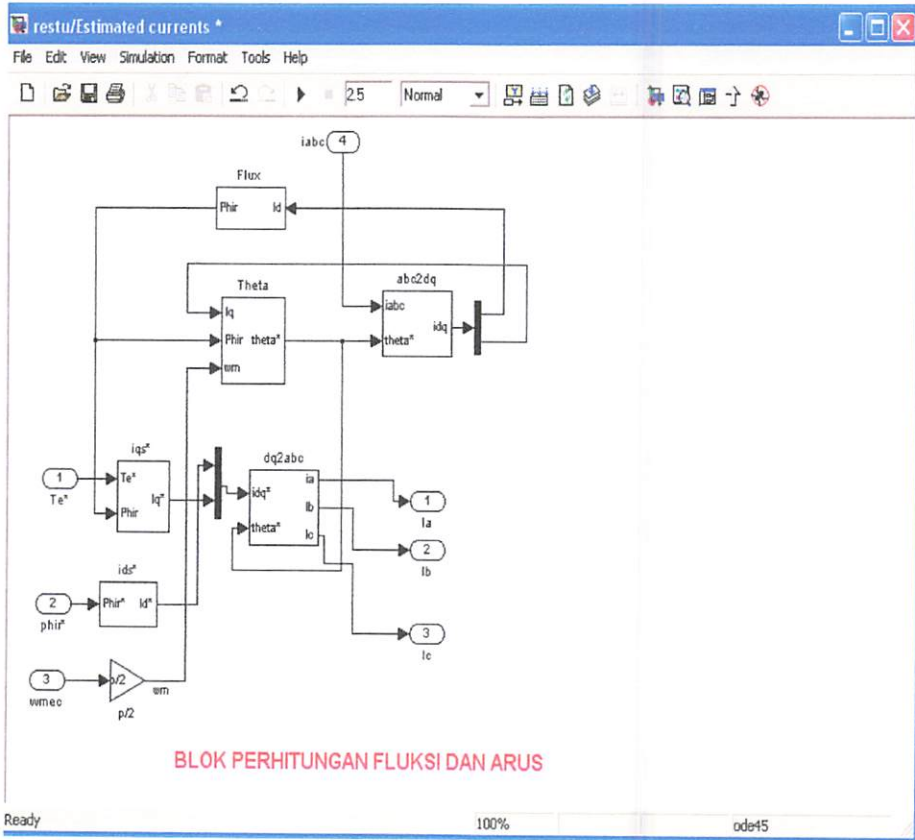 restu/Estimated currents *
File Edit View Simulation Format Tools Help
2.5 Normal
iabc 4
Flux
Phir Id
Theta
Iq
Phir theta*
wm
abc2dq
iabc
idq
theta*
iqs*
Te*
Iq*
Phir
1
Te*
dq2abc
idq*
theta*
ia
Ib
Ic
1
Ia
2
Ib
3
Ic
ids*
Phir* Id*
2
phir*
3
wmec
p/2
wm
p/2
BLOK PERHITUNGAN FLUKSI DAN ARUS
Ready 100% ode45